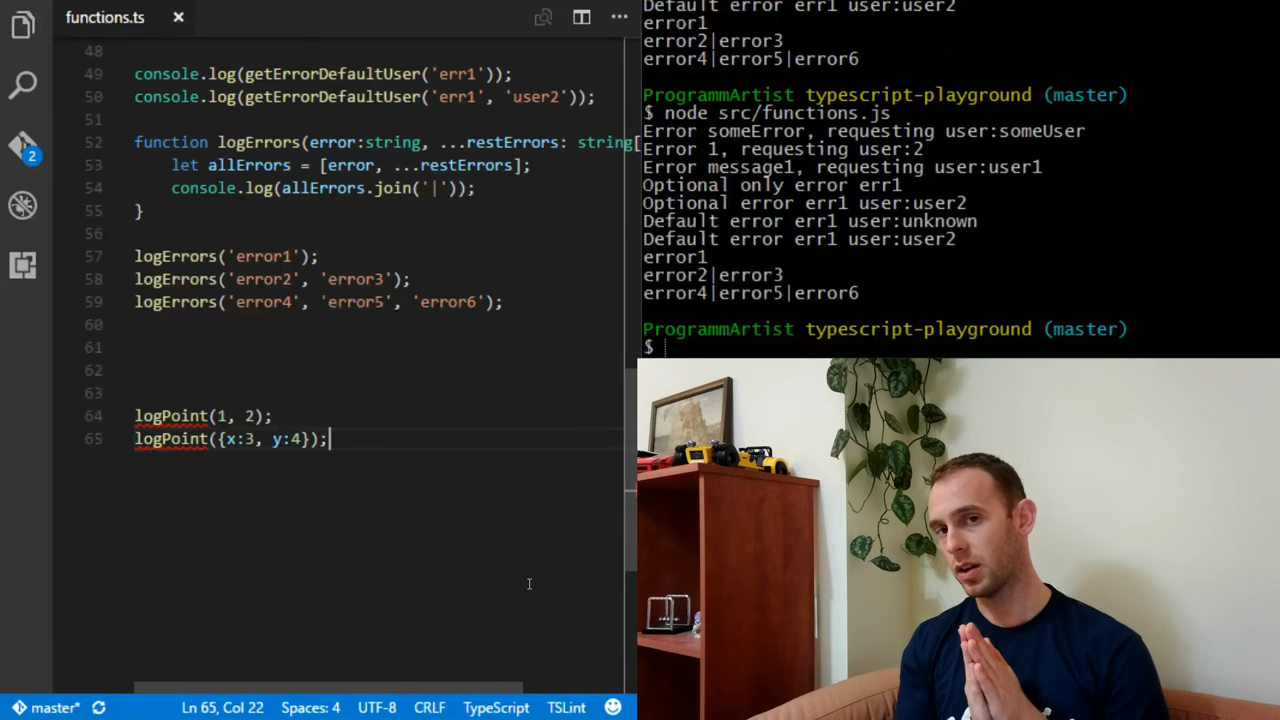 functions.ts
48
49 console.log(getErrorDefaultUser('err1'));
50 console.log(getErrorDefaultUser('err1', 'user2'));
51
52 function logErrors(error:string, ...restErrors: string[
53 let allErrors = [error, ...restErrors];
54 console.log(allErrors.join('|'));
55 }
56
57 logErrors('error1');
58 logErrors('error2', 'error3');
59 logErrors('error4', 'error5', 'error6');
60
61
62
63
64 logPoint(1, 2);
65 logPoint({x:3, y:4});
2
master*
Ln 65, Col 22
Spaces: 4
UTF-8
CRLF
TypeScript
TSLint
Default error err1 user:user2
error1
error2|error3
error4|error5|error6
ProgrammArtist typescript-playground (master)
$ node src/functions.js
Error someError, requesting user:someUser
Error 1, requesting user:2
Error message1, requesting user:user1
Optional only error err1
Optional error err1 user:user2
Default error err1 user:unknown
Default error err1 user:user2
error1
error2|error3
error4|error5|error6
ProgrammArtist typescript-playground (master)
$